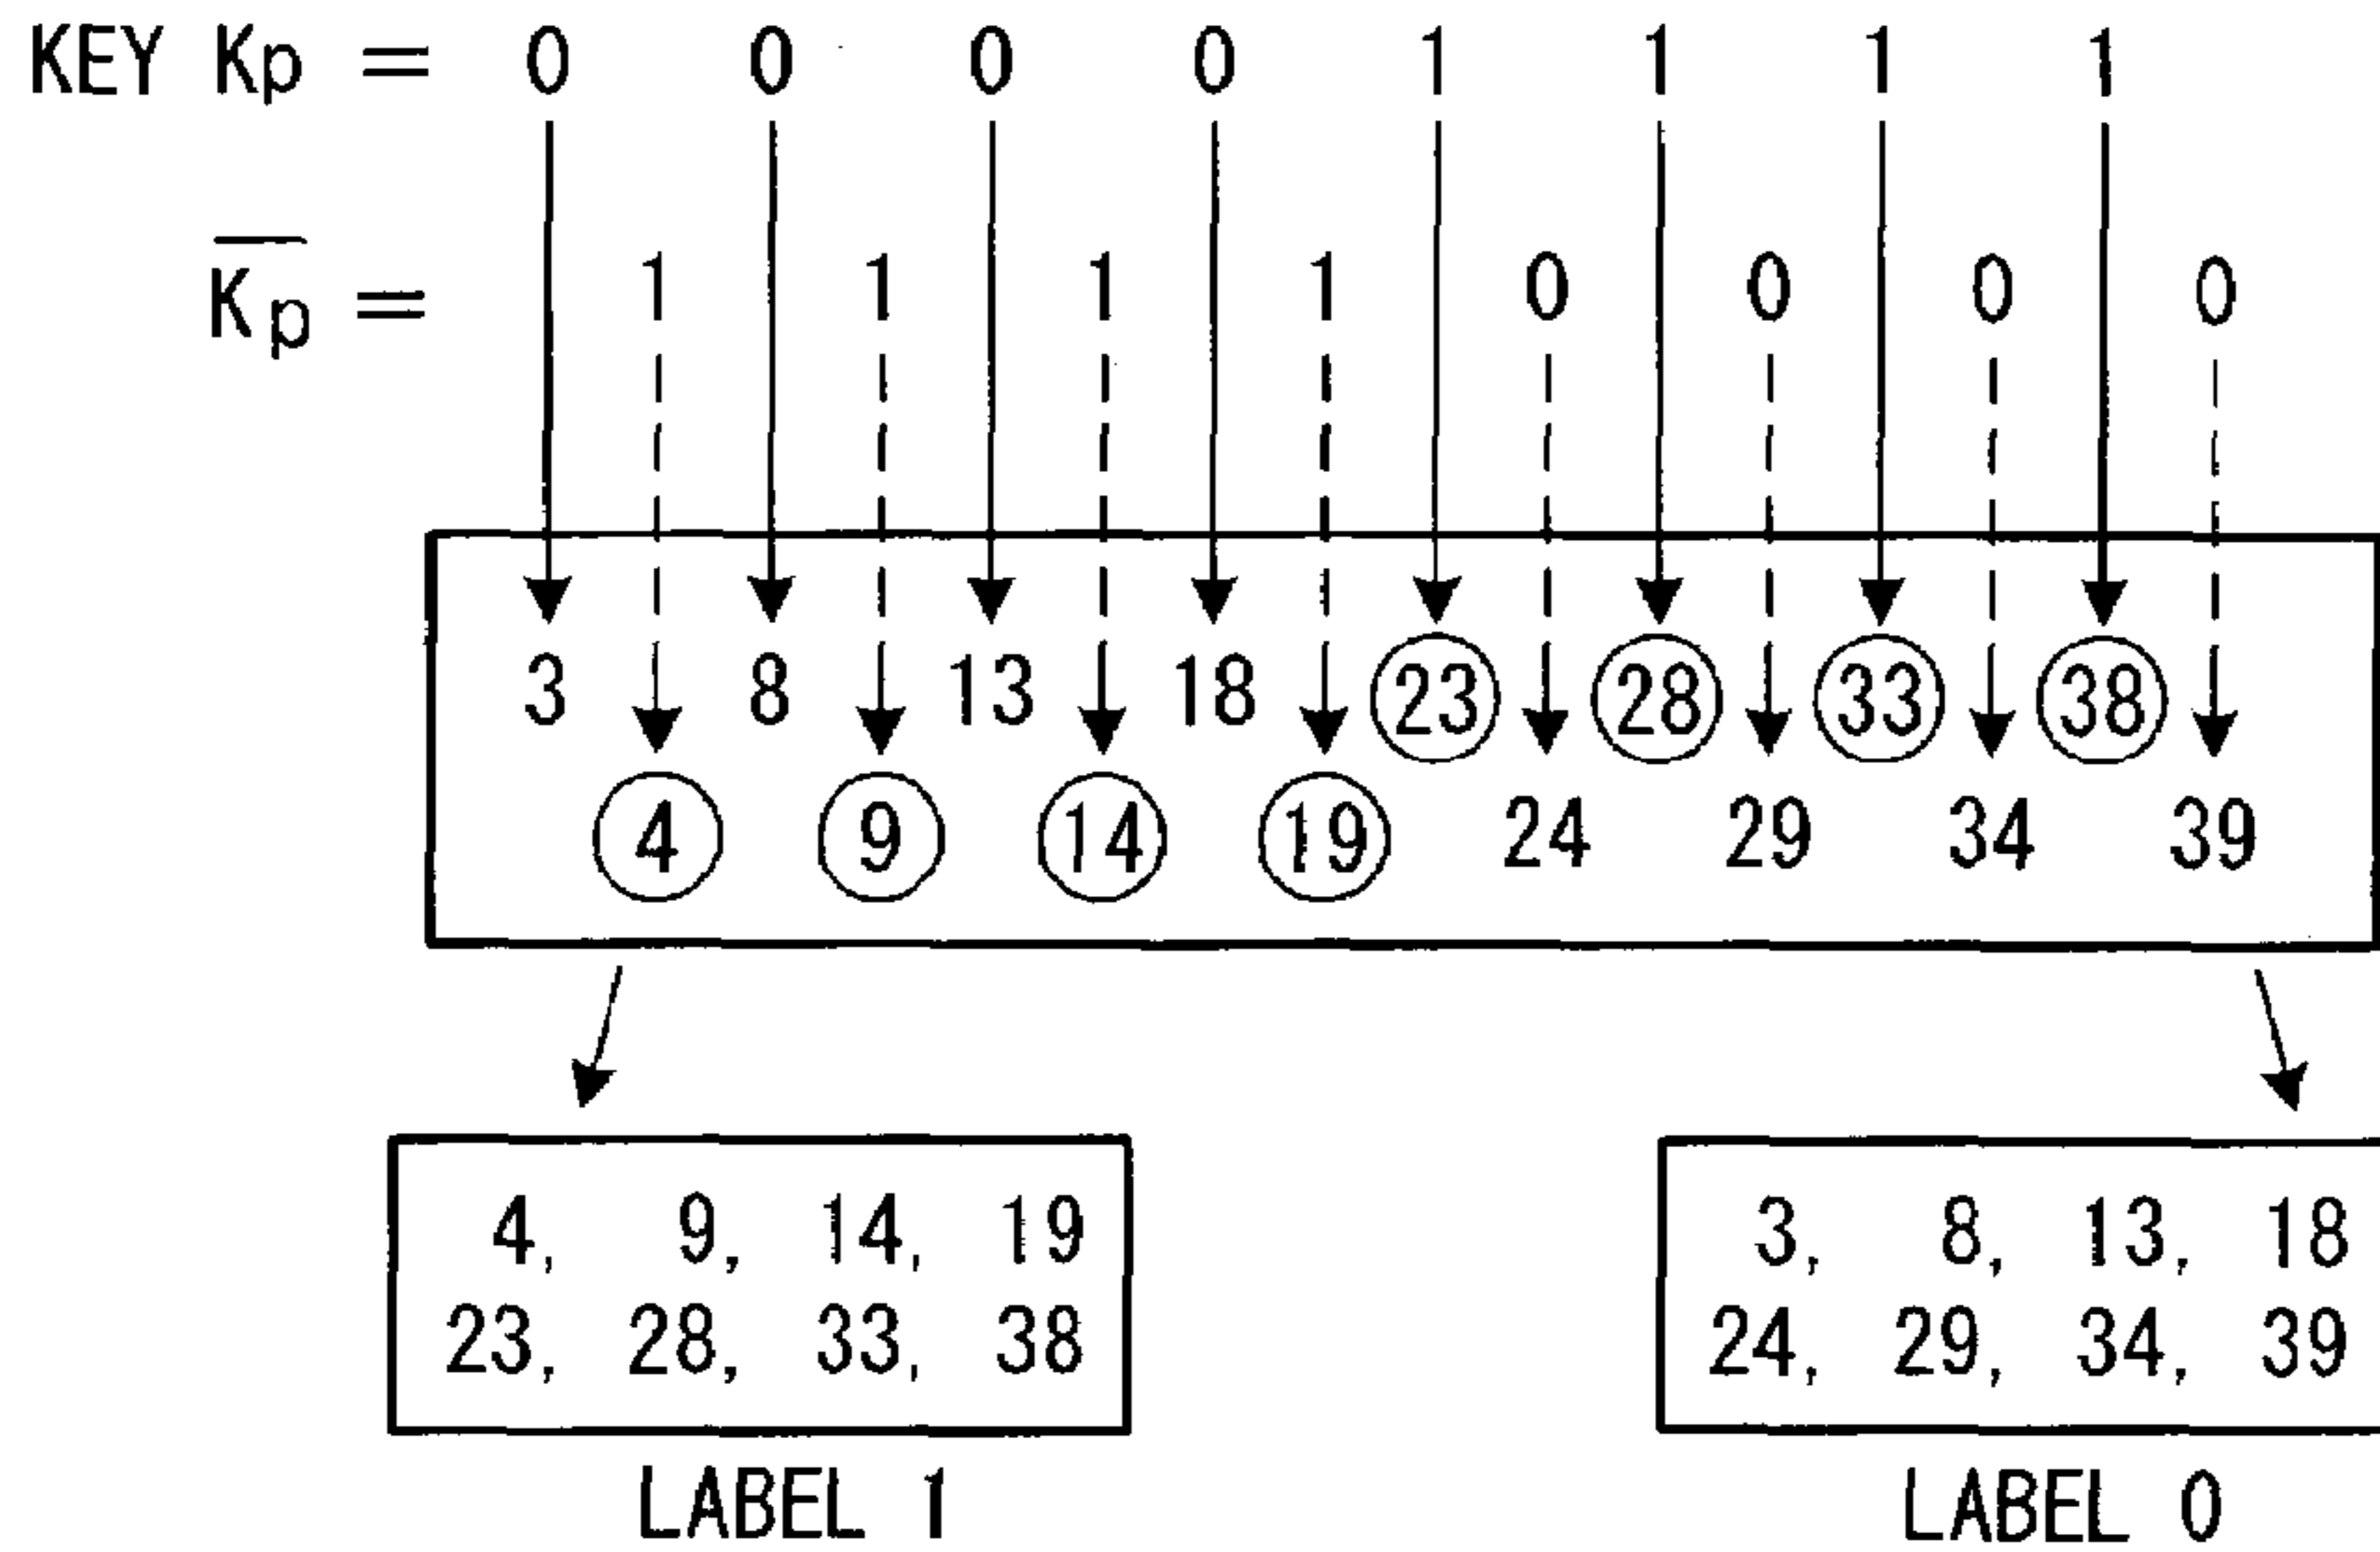 KEY Kp = 0 0 0 0 1 1 1 1
K̅p̅ = 1 1 1 1 0 0 0 0
3 8 13 18 23 28 33 38
4 9 14 19 24 29 34 39
4, 9, 14, 19
23, 28, 33, 38
LABEL 1
3, 8, 13, 18
24, 29, 34, 39
LABEL 0